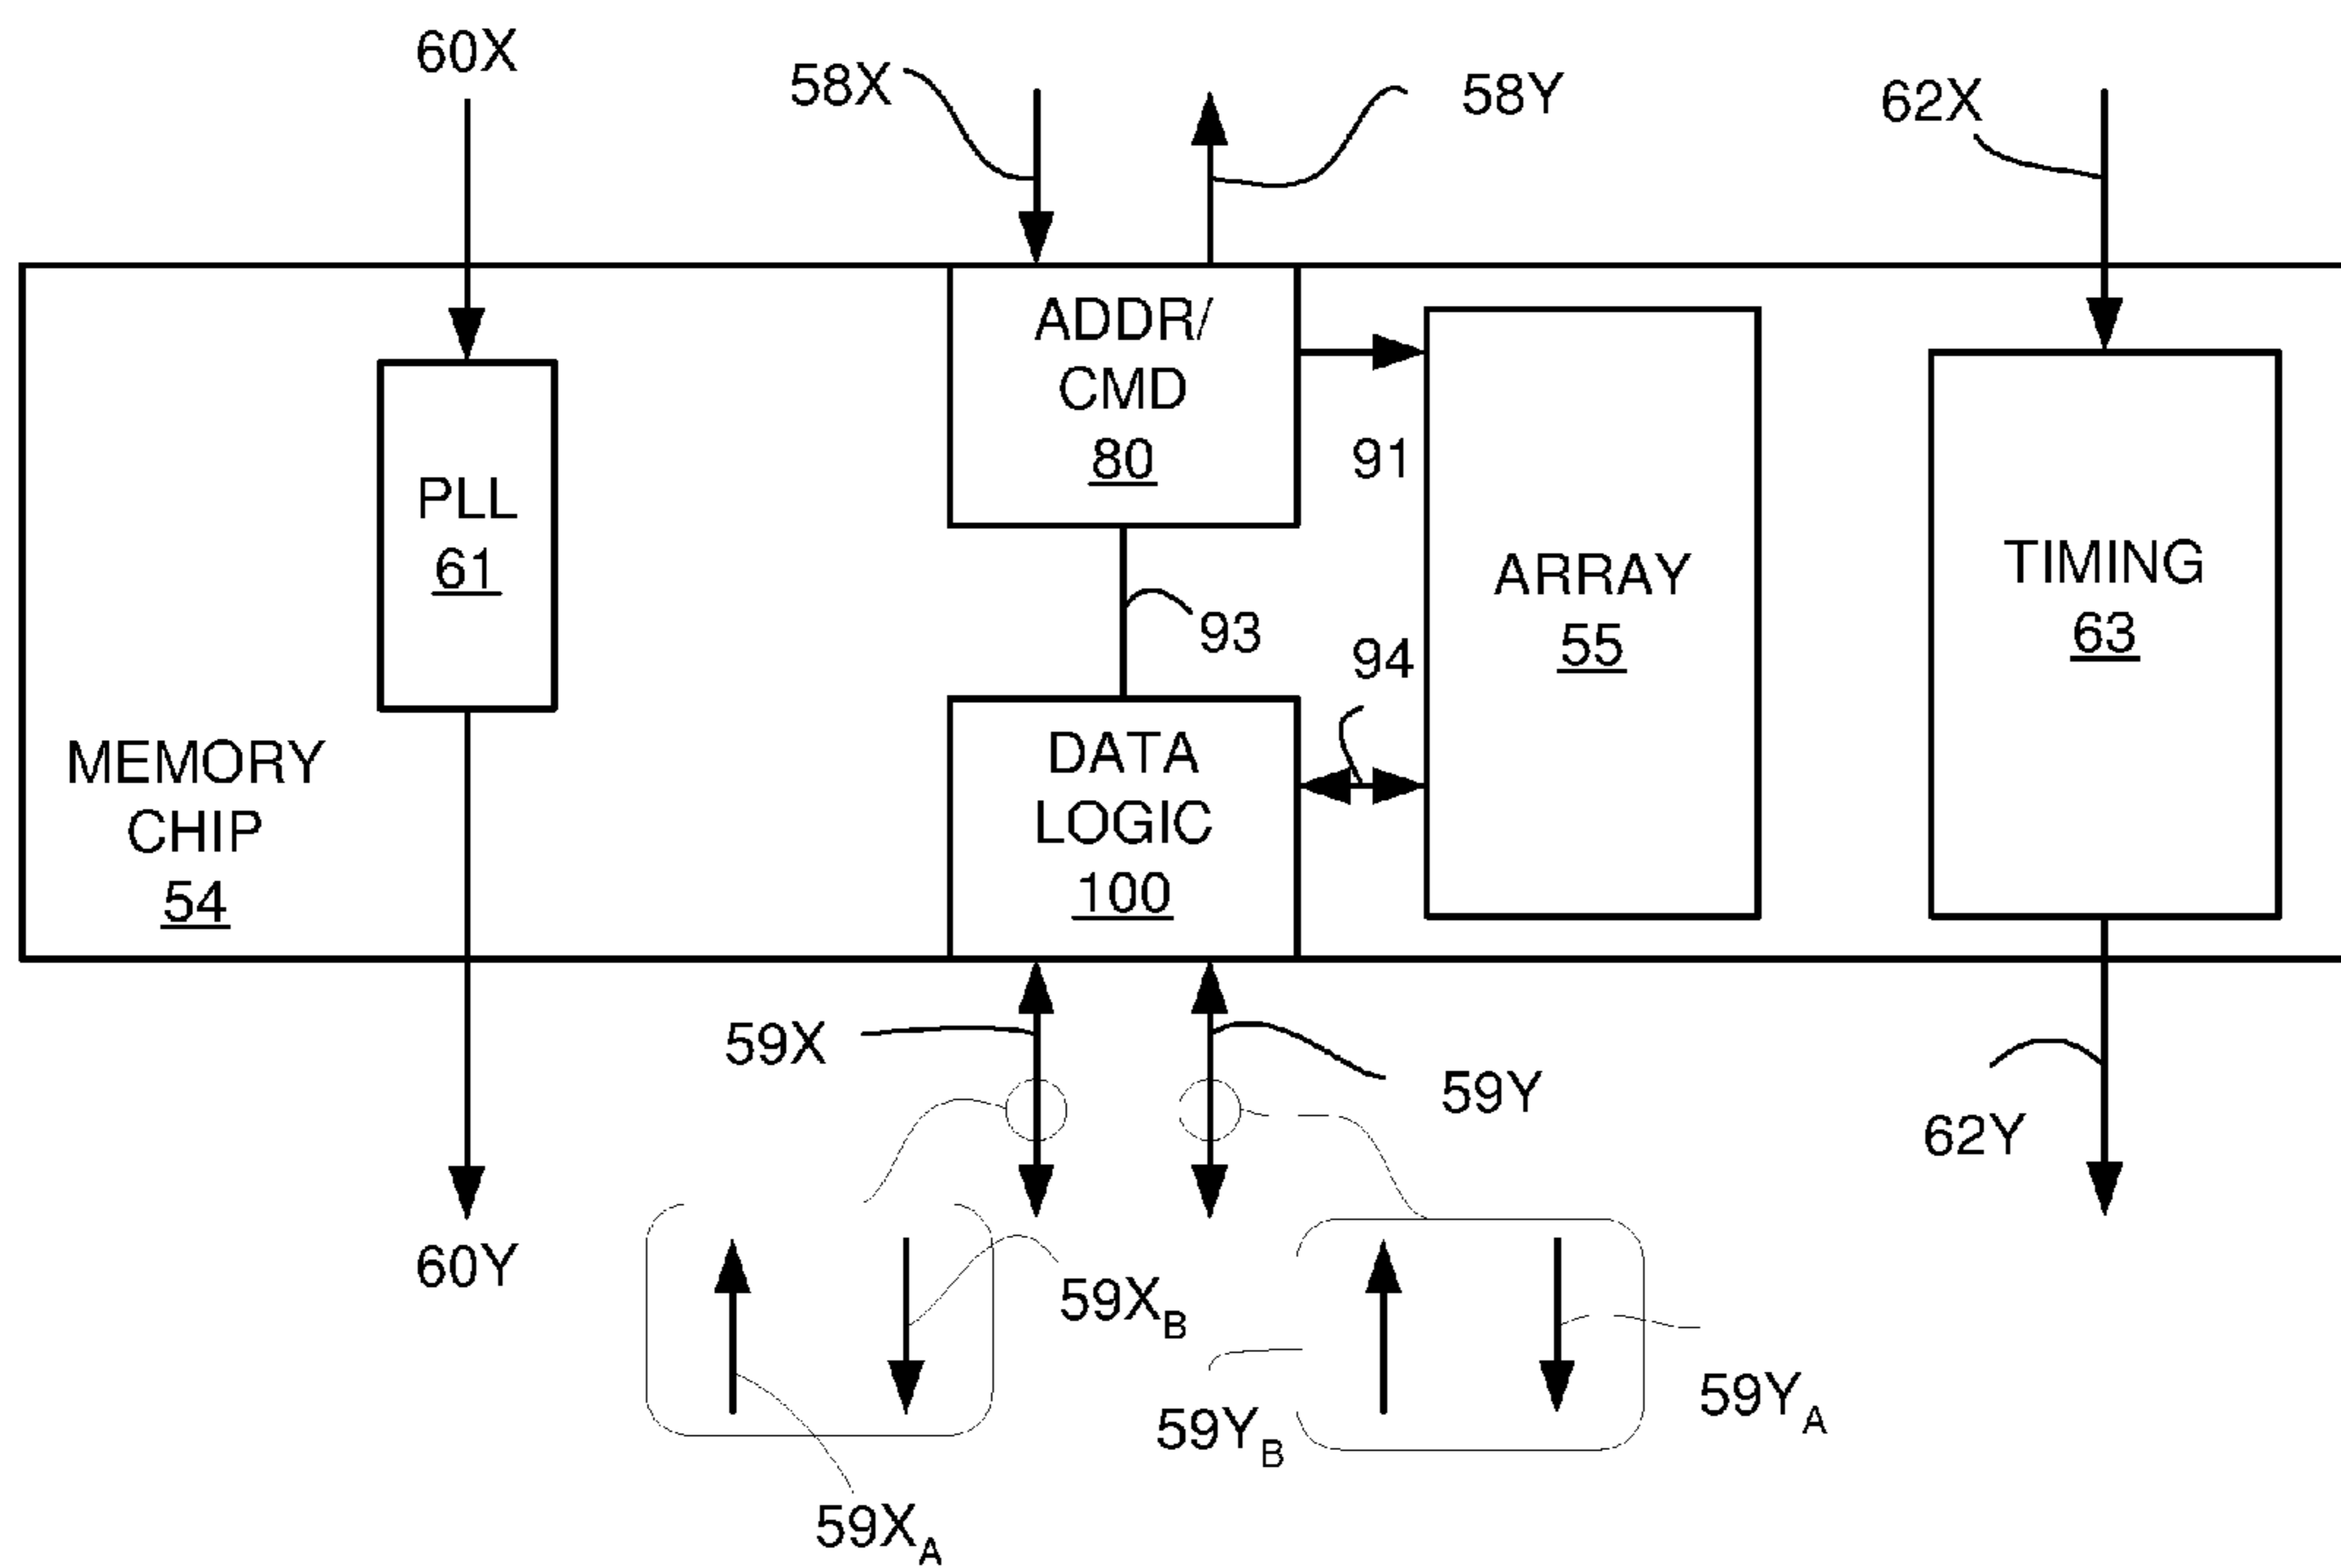 60X
58X
58Y
62X
ADDR/
CMD
80
91
PLL
61
ARRAY
55
TIMING
63
93
94
MEMORY
CHIP
54
DATA
LOGIC
100
59X
59Y
62Y
60Y
59XB
59YB
59YA
59XA